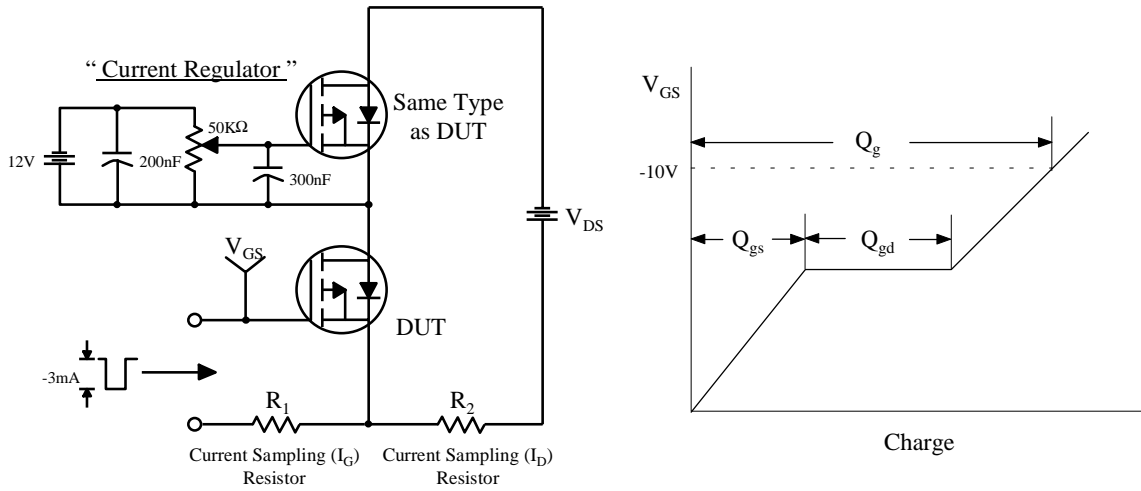 “ Current Regulator ”
50KΩ
12V
200nF
300nF
Same Type
as DUT
V_DS
V_GS
DUT
-3mA
R_1
R_2
Current Sampling (I_G)
Resistor
Current Sampling (I_D)
Resistor
V_GS
Q_g
-10V
Q_gs
Q_gd
Charge